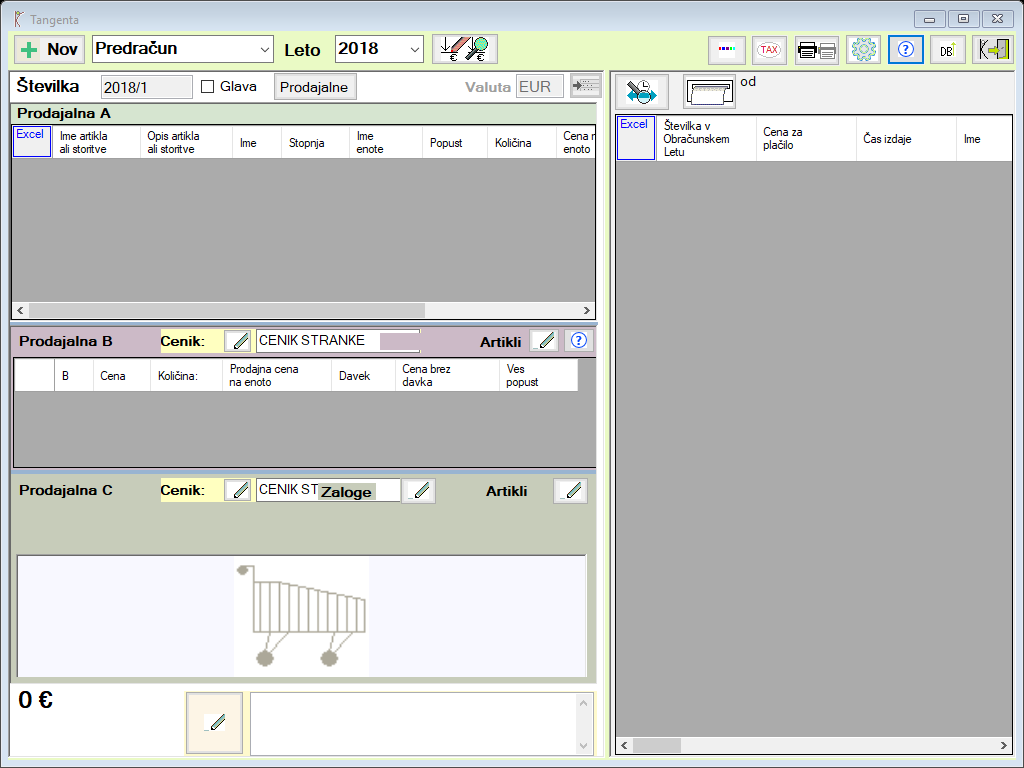 Tangenta
Nov
Predračun
Leto
2018
TAX
?
DB
Številka
2018/1
Glava
Prodajalne
Valuta
EUR
od
Prodajalna A
Excel
Ime artikla
ali storitve
Opis artikla
ali storitve
Ime
Stopnja
Ime
enote
Popust
Količina
Cena
enoto
Excel
Številka v
Obračunskem
Letu
Cena za
plačilo
Čas izdaje
Ime
Prodajalna B
Cenik:
CENIK STRANKE
Artikli
?
B
Cena
Količina:
Prodajna cena
na enoto
Davek
Cena brez
davka
Ves
popust
Prodajalna C
Cenik:
CENIK ST
Zaloge
Artikli
0 €